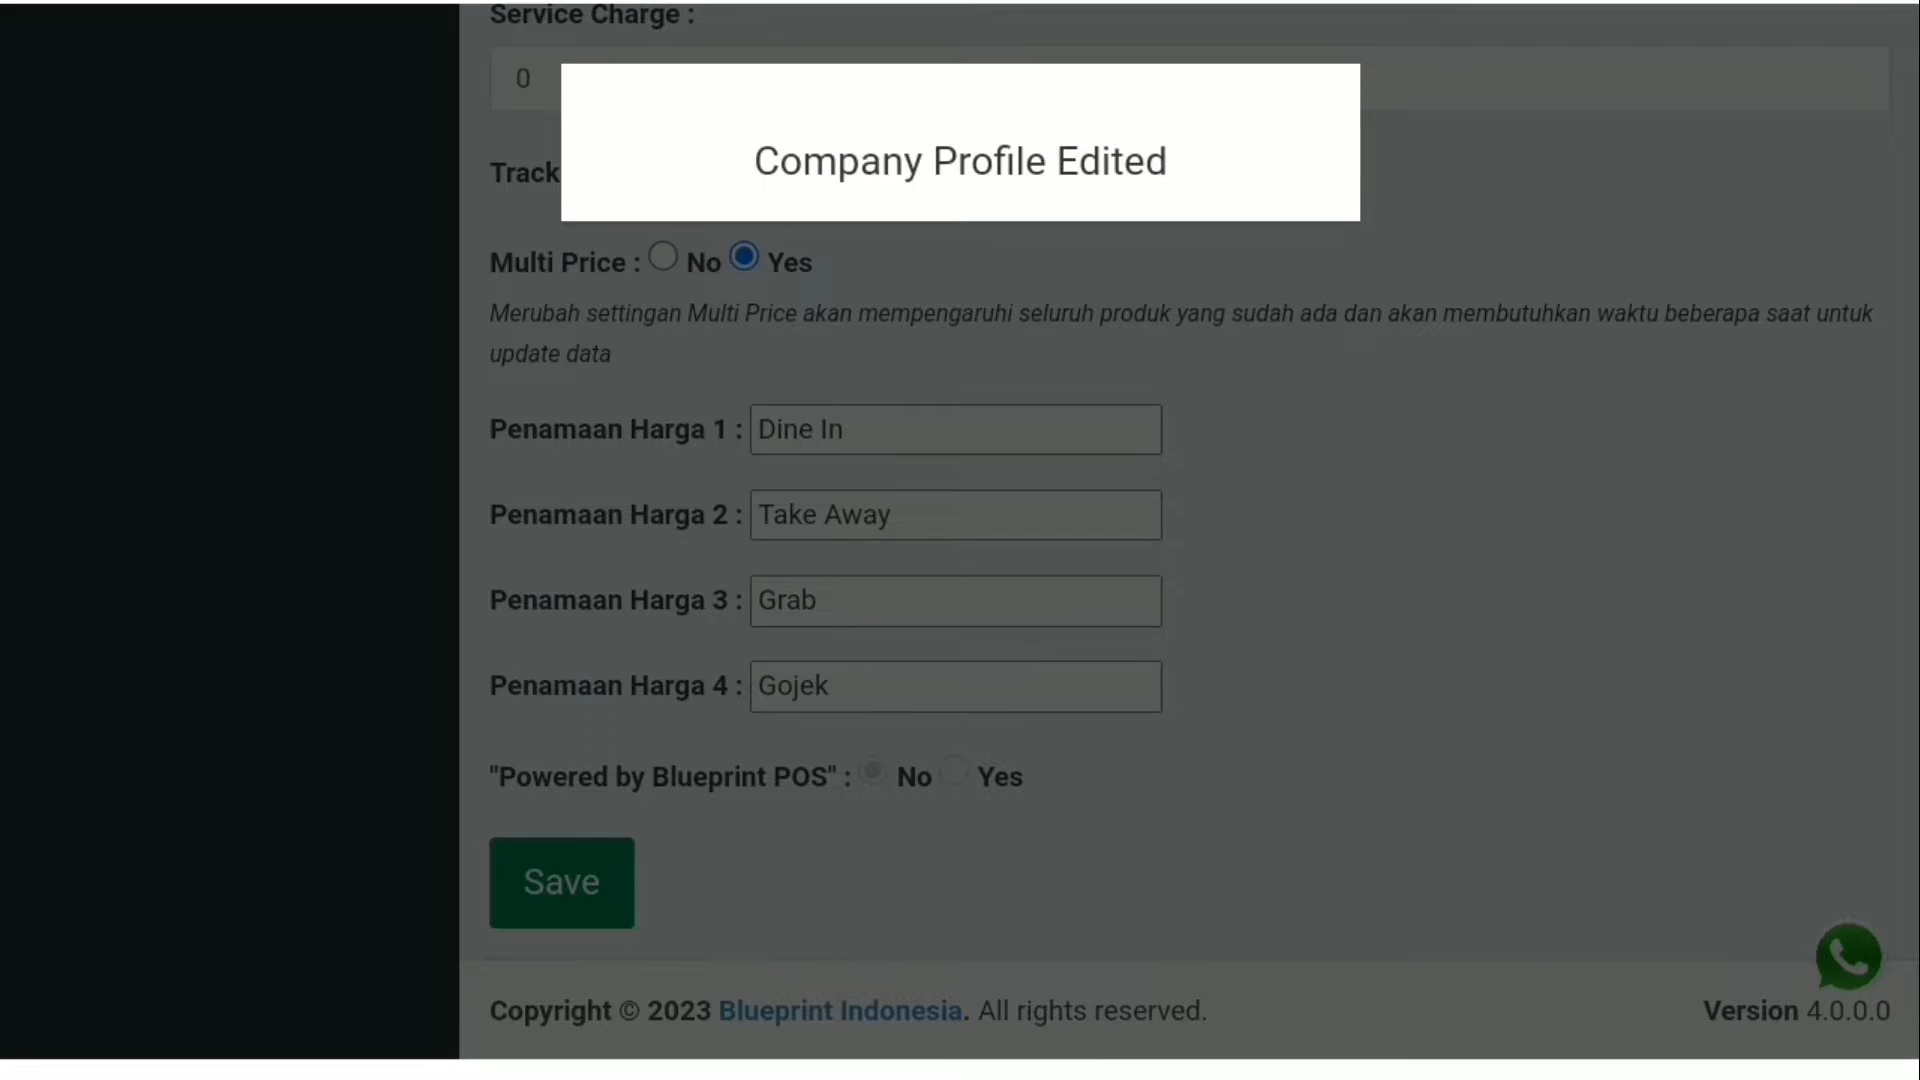 Service Charge :
0
Company Profile Edited
Track
Multi Price : No Yes
Merubah settingan Multi Price akan mempengaruhi seluruh produk yang sudah ada dan akan membutuhkan waktu beberapa saat untuk
update data
Penamaan Harga 1 : Dine In
Penamaan Harga 2 : Take Away
Penamaan Harga 3 : Grab
Penamaan Harga 4 : Gojek
"Powered by Blueprint POS" : No Yes
Save
Copyright © 2023 Blueprint Indonesia. All rights reserved.
Version 4.0.0.0